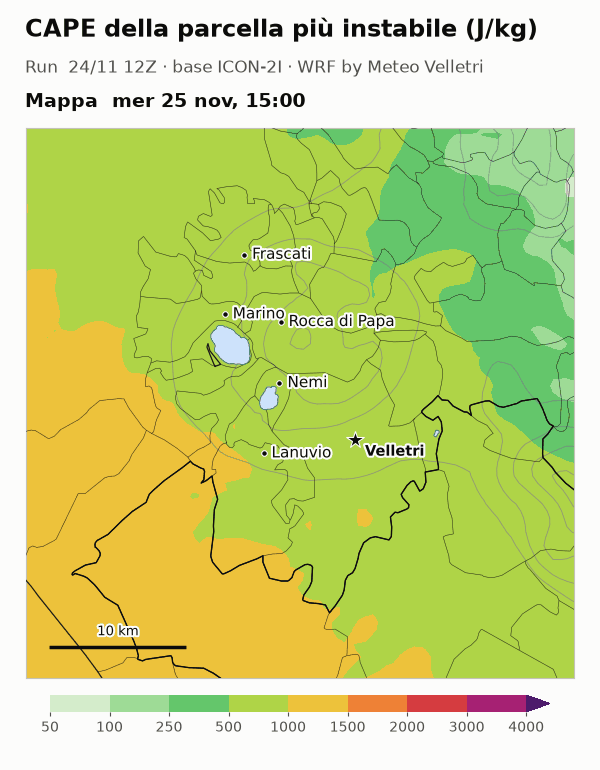 CAPE della parcella più instabile (J/kg)
Run 24/11 12Z · base ICON-2I · WRF by Meteo Velletri
Mappa mer 25 nov, 15:00
Frascati
Marino
Rocca di Papa
Nemi
Velletri
Lanuvio
10 km
50 100 250 500 1000 1500 2000 3000 4000